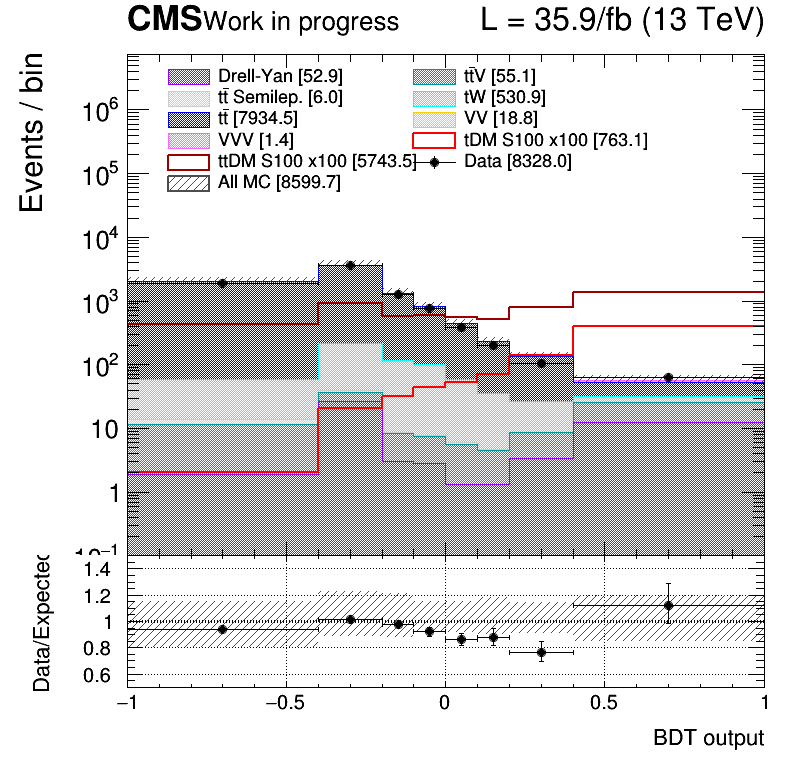 CMS Work in progress L = 35.9/fb (13 TeV)
Events / bin
Drell-Yan [52.9] tt̄V [55.1]
tt̄ Semilep. [6.0] tW [530.9]
tt̄ [7934.5] VV [18.8]
VVV [1.4] tDM S100 x100 [763.1]
ttDM S100 x100 [5743.5] Data [8328.0]
All MC [8599.7]
10⁶
10⁵
10⁴
10³
10²
10
1
10⁻¹
Data/Expected
1.4
1.2
1
0.8
0.6
−1 −0.5 0 0.5 1
BDT output